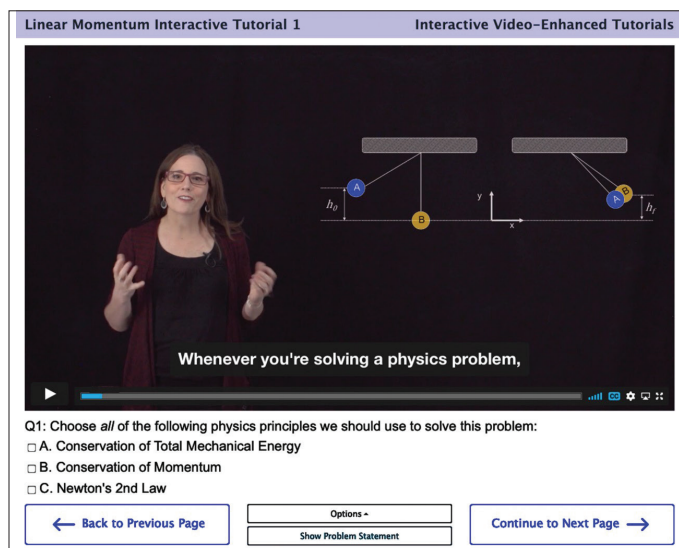 Linear Momentum Interactive Tutorial 1 Interactive Video-Enhanced Tutorials
A
B
h₀
y
x
B
A
h_f
Whenever you're solving a physics problem,
CC
Q1: Choose all of the following physics principles we should use to solve this problem:
A. Conservation of Total Mechanical Energy
B. Conservation of Momentum
C. Newton's 2nd Law
Back to Previous Page
Options
Show Problem Statement
Continue to Next Page